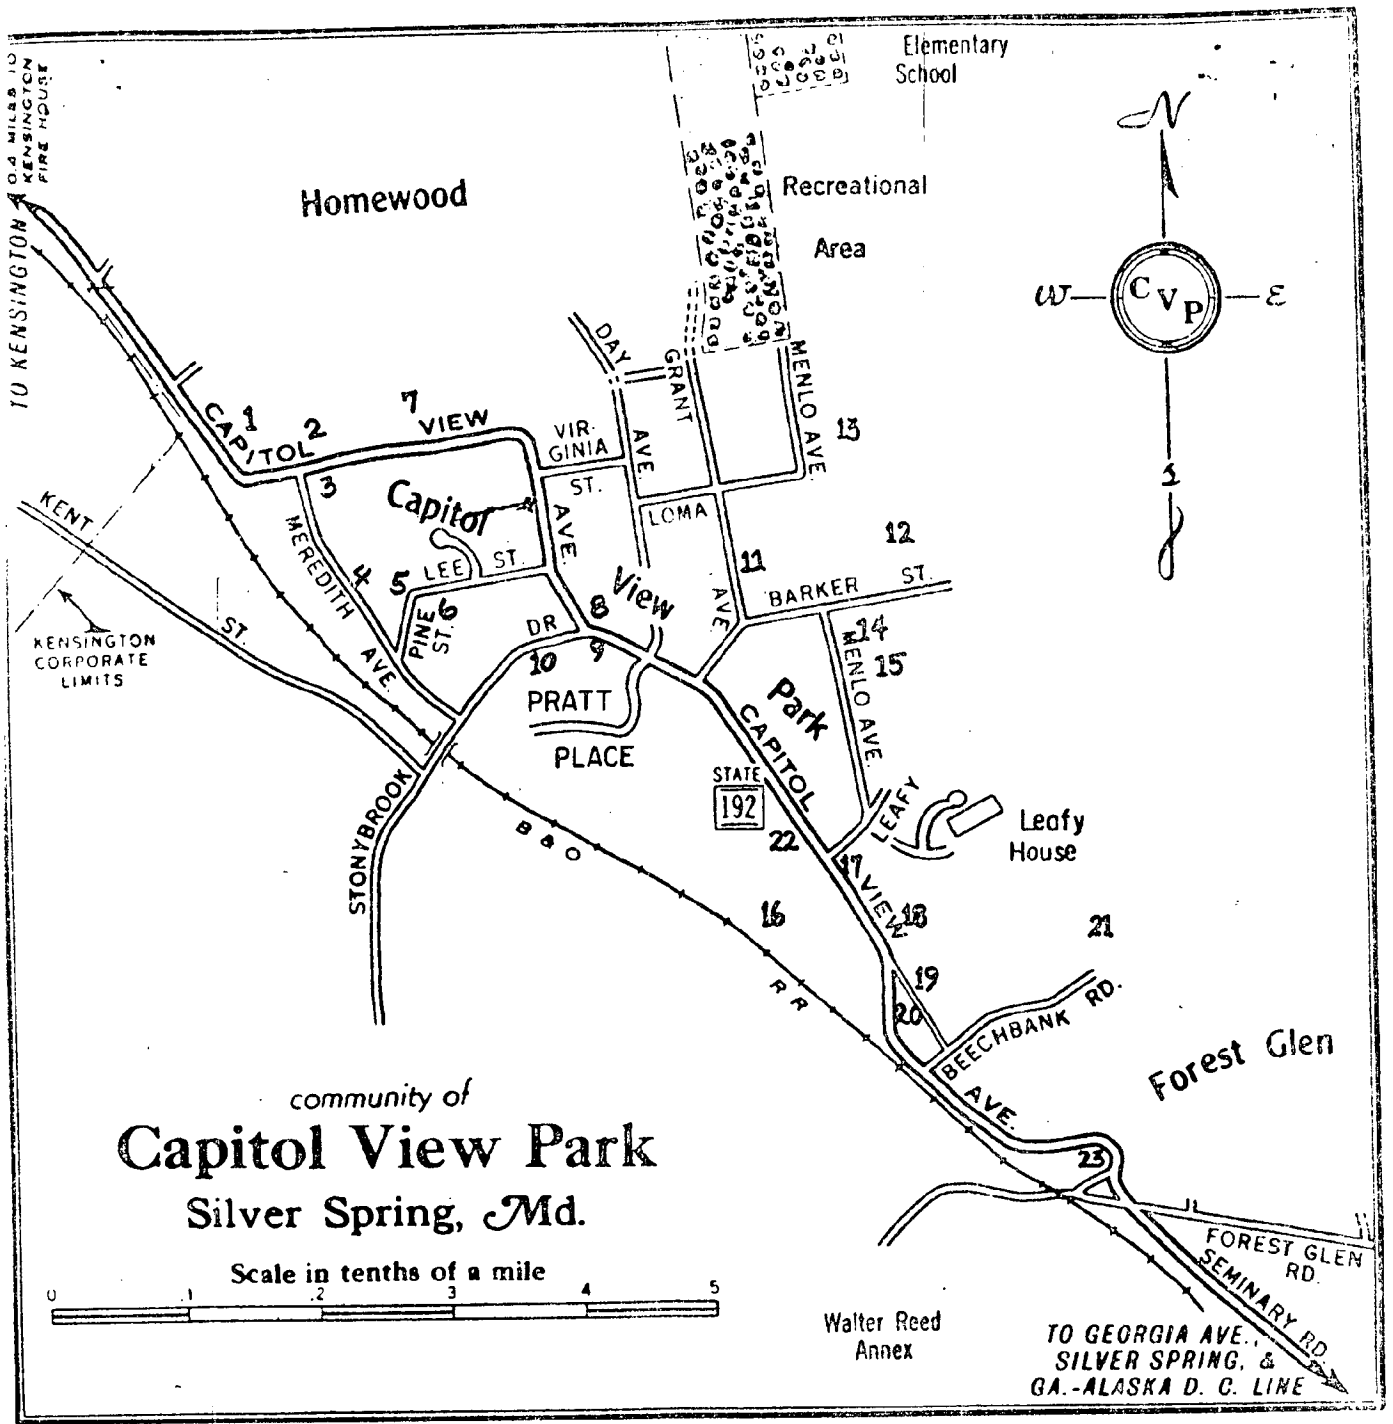 Elementary
School
0.4 MILES TO
KENSINGTON
FIRE HOUSE
TO KENSINGTON
N
Homewood
Recreational
Area
W
C V P
E
S
DAY
AVE.
GRANT
AVE.
MENLO AVE.
13
1
2
7
CAPITOL
VIEW
AVE.
VIR-
GINIA
ST.
3
Capitol
LOMA
KENT
ST.
MEREDITH
AVE.
4
5
LEE ST.
6
PINE
ST.
View
8
9
11
12
BARKER ST.
KENSINGTON
CORPORATE
LIMITS
DR
10
PRATT
PLACE
14
15
MENLO AVE.
Park
CAPITOL
VIEW
AVE.
STATE
192
22
LEAFY
Leafy
House
STONYBROOK
B & O
R R
16
17
18
19
20
21
BEECHBANK RD.
Forest Glen
23
FOREST GLEN
RD.
SEMINARY RD.
community of
Capitol View Park
Silver Spring, Md.
Scale in tenths of a mile
0 .1 .2 3 4 5
Walter Reed
Annex
TO GEORGIA AVE.,
SILVER SPRING, &
GA.-ALASKA D. C. LINE